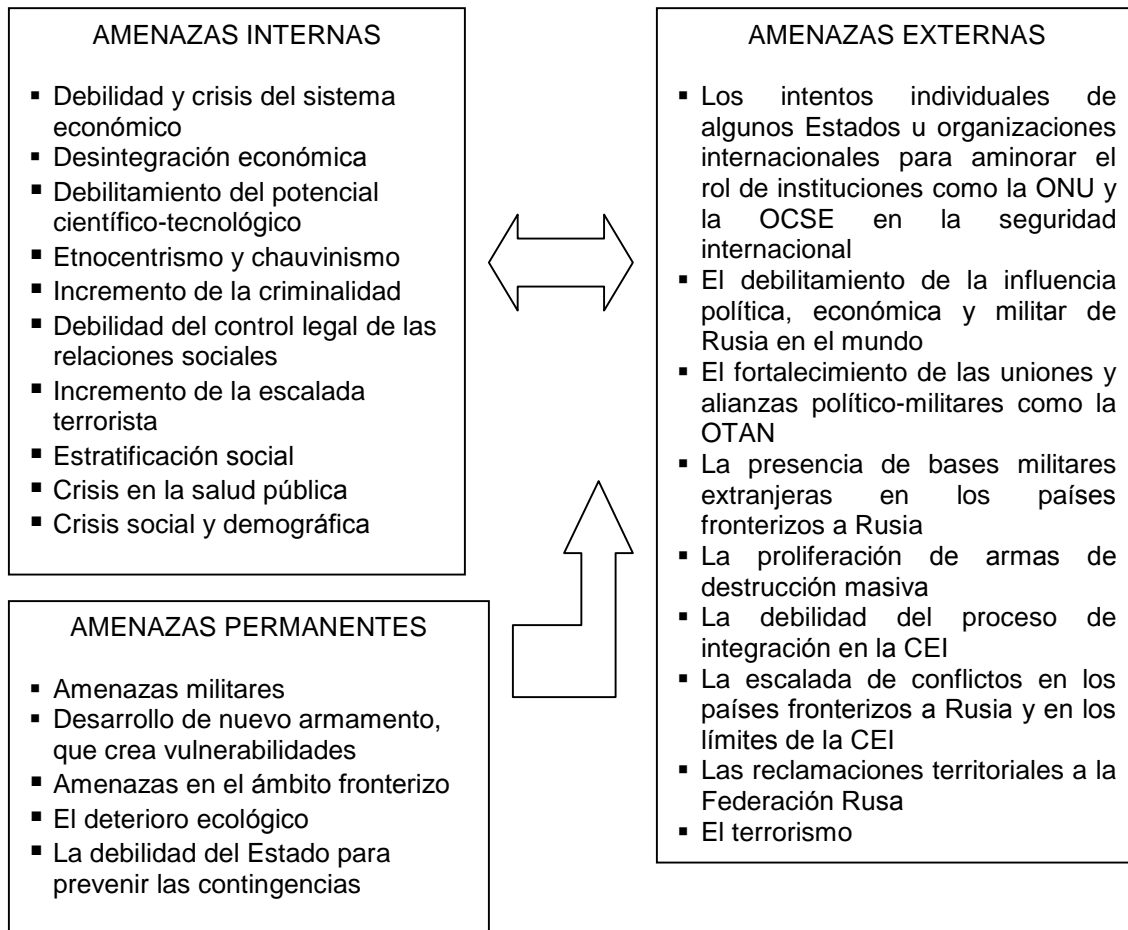 AMENAZAS INTERNAS
▪ Debilidad y crisis del sistema
económico
▪ Desintegración económica
▪ Debilitamiento del potencial
científico-tecnológico
▪ Etnocentrismo y chauvinismo
▪ Incremento de la criminalidad
▪ Debilidad del control legal de las
relaciones sociales
▪ Incremento de la escalada
terrorista
▪ Estratificación social
▪ Crisis en la salud pública
▪ Crisis social y demográfica
AMENAZAS PERMANENTES
▪ Amenazas militares
▪ Desarrollo de nuevo armamento,
que crea vulnerabilidades
▪ Amenazas en el ámbito fronterizo
▪ El deterioro ecológico
▪ La debilidad del Estado para
prevenir las contingencias
AMENAZAS EXTERNAS
▪ Los intentos individuales de
algunos Estados u organizaciones
internacionales para aminorar el
rol de instituciones como la ONU y
la OCSE en la seguridad
internacional
▪ El debilitamiento de la influencia
política, económica y militar de
Rusia en el mundo
▪ El fortalecimiento de las uniones y
alianzas político-militares como la
OTAN
▪ La presencia de bases militares
extranjeras en los países
fronterizos a Rusia
▪ La proliferación de armas de
destrucción masiva
▪ La debilidad del proceso de
integración en la CEI
▪ La escalada de conflictos en los
países fronterizos a Rusia y en los
límites de la CEI
▪ Las reclamaciones territoriales a la
Federación Rusa
▪ El terrorismo